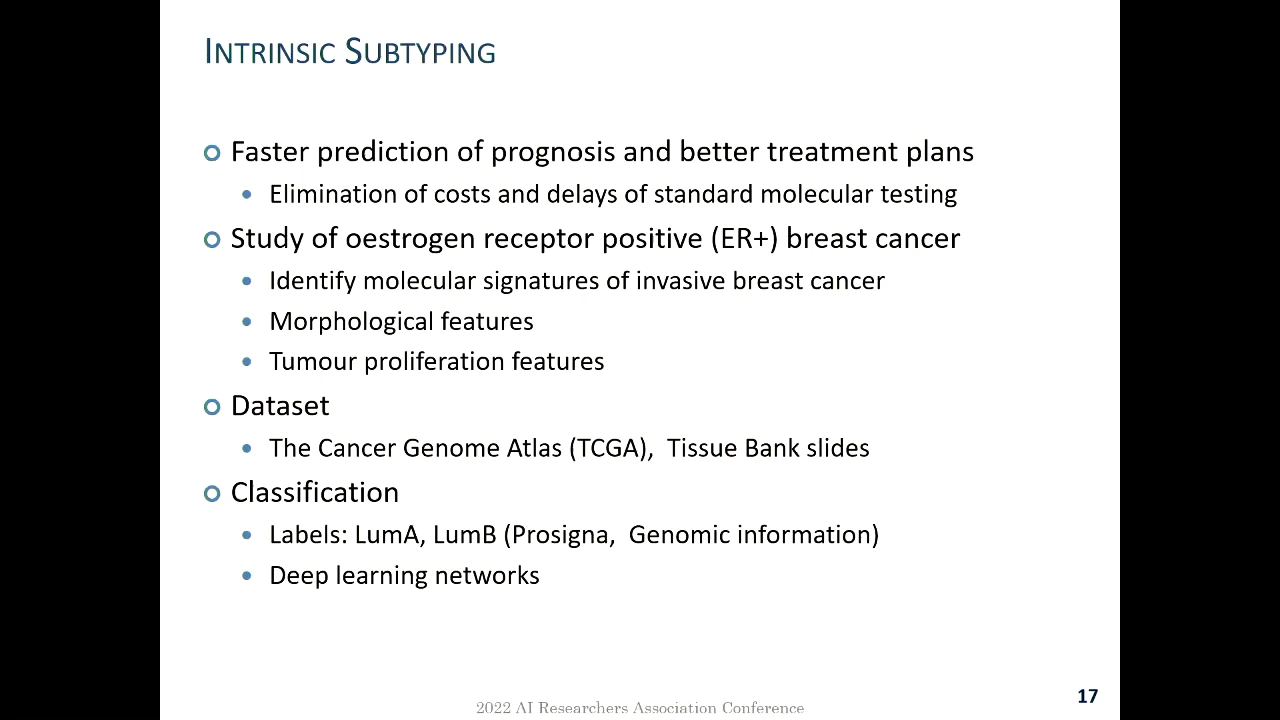 INTRINSIC SUBTYPING
Faster prediction of prognosis and better treatment plans
Elimination of costs and delays of standard molecular testing
Study of oestrogen receptor positive (ER+) breast cancer
Identify molecular signatures of invasive breast cancer
Morphological features
Tumour proliferation features
Dataset
The Cancer Genome Atlas (TCGA), Tissue Bank slides
Classification
Labels: LumA, LumB (Prosigna, Genomic information)
Deep learning networks
17
2022 AI Researchers Association Conference